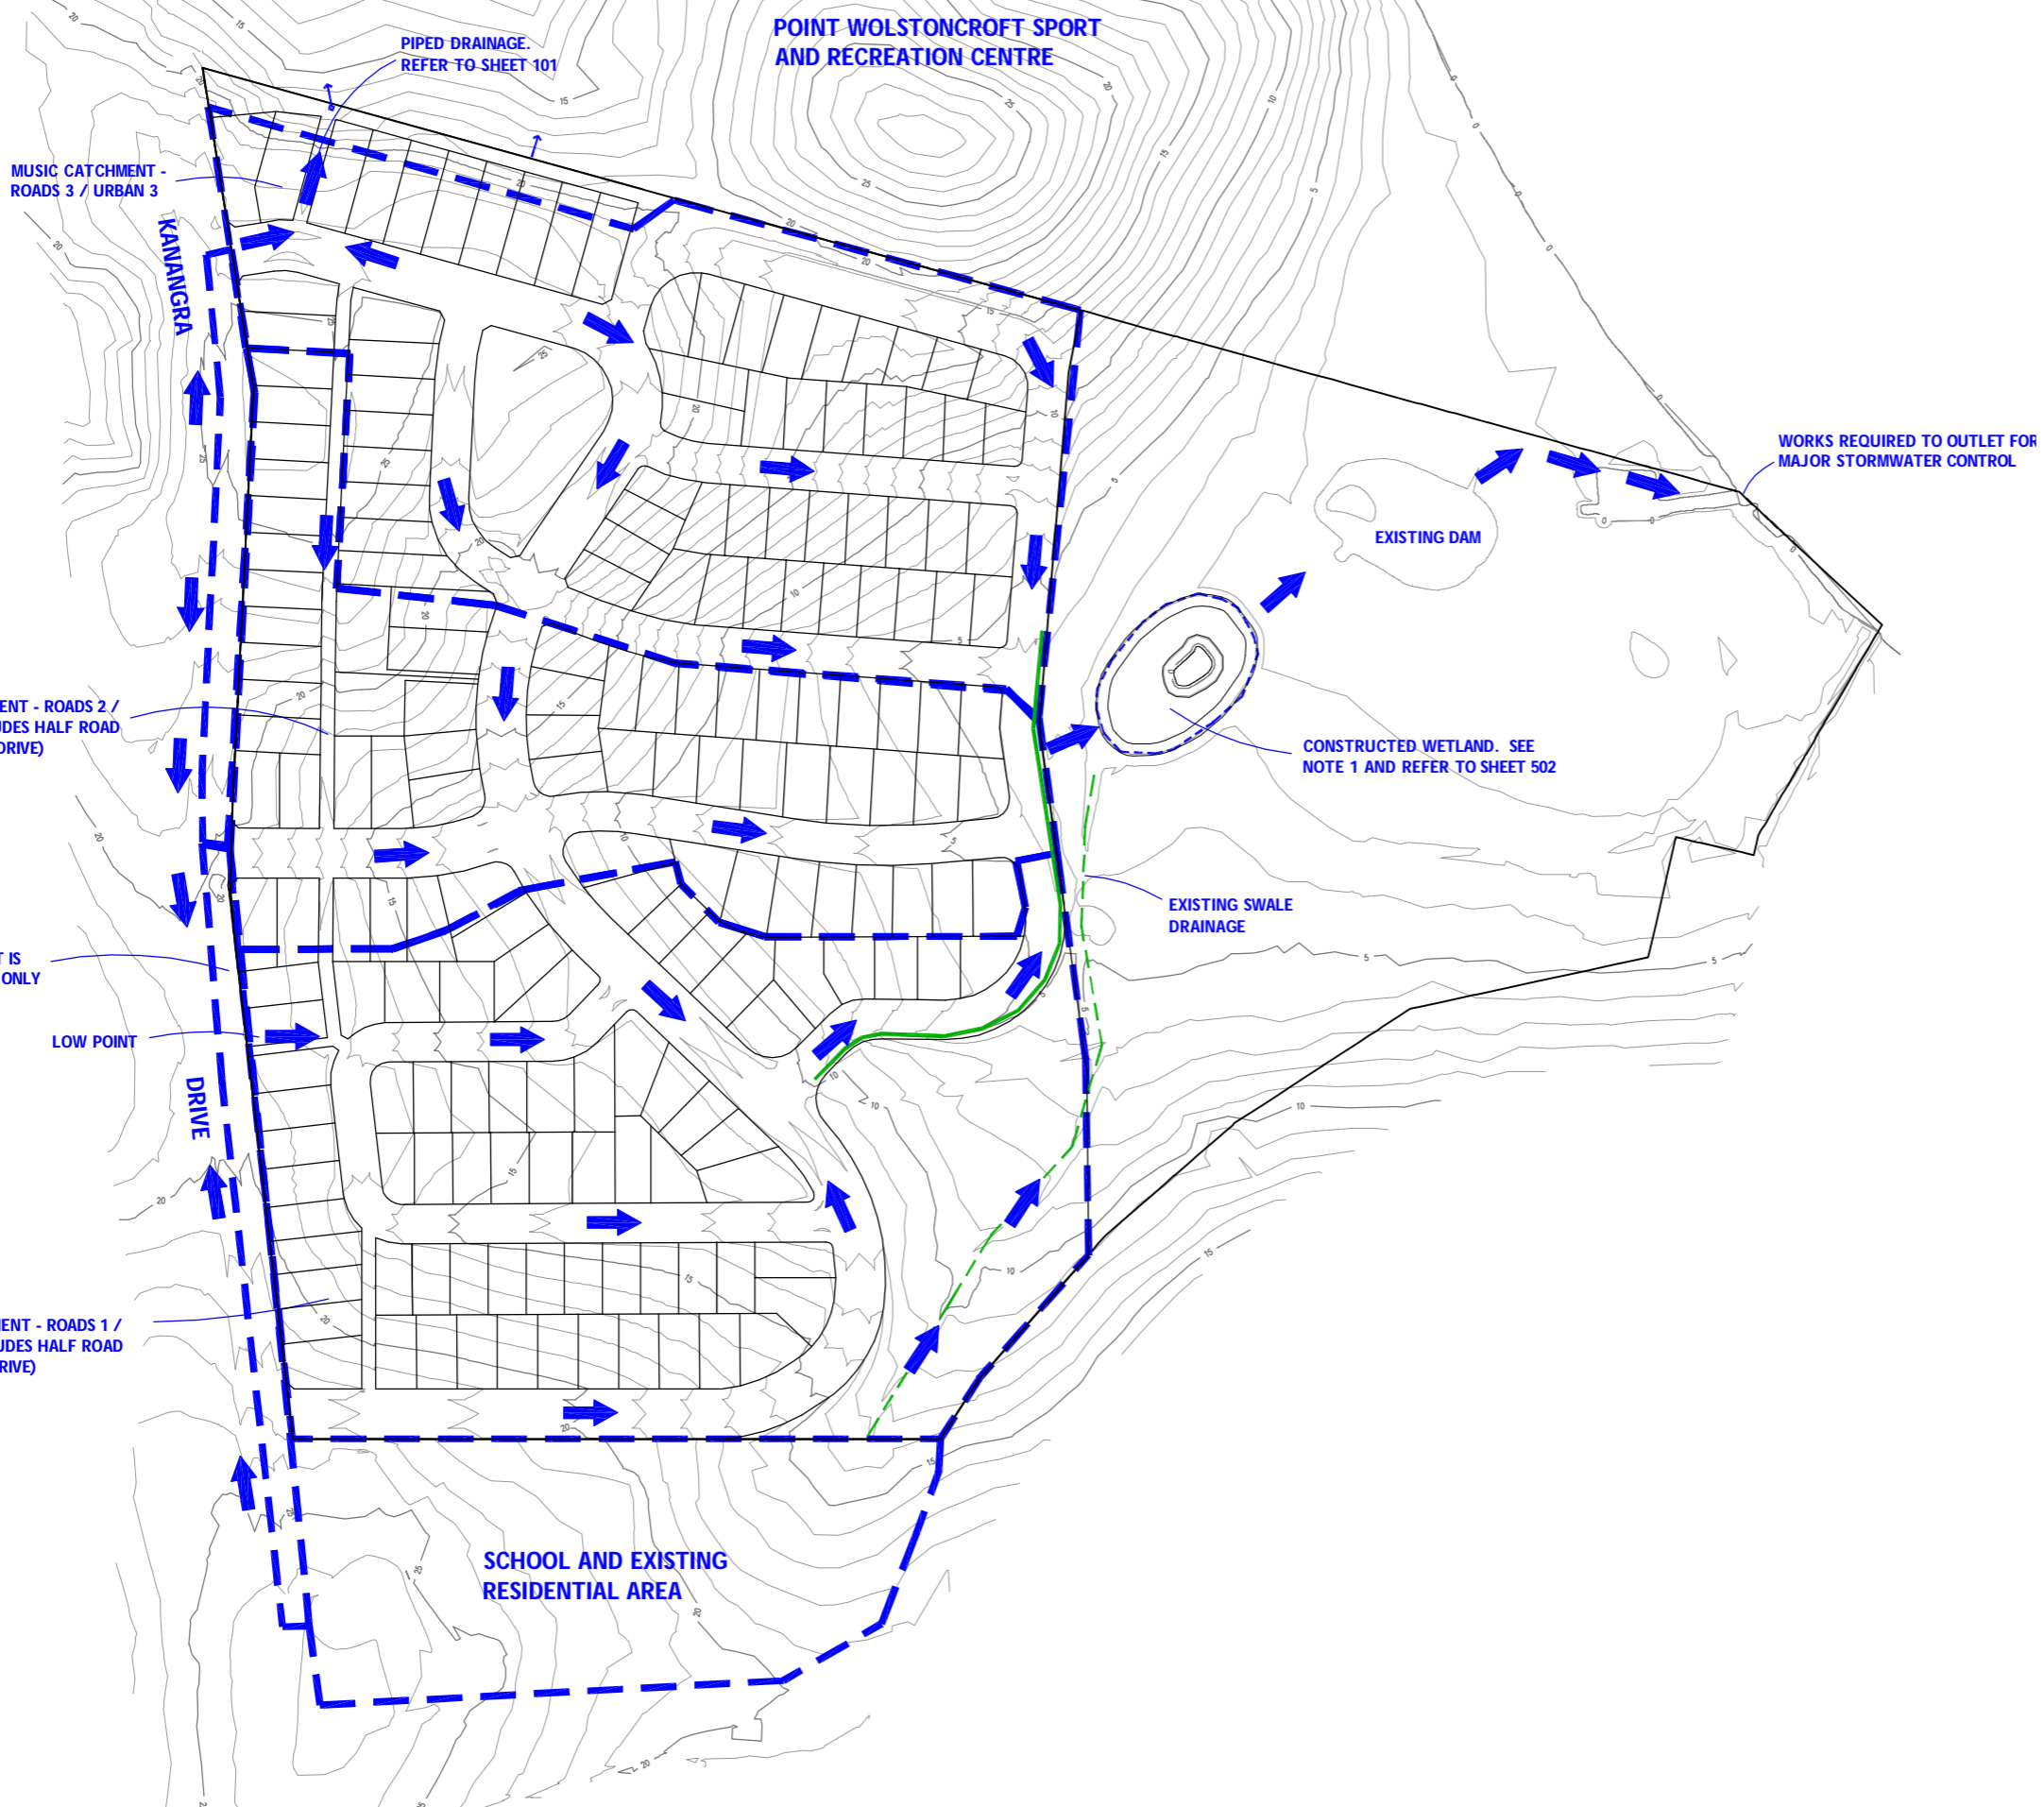 POINT WOLSTONCROFT SPORT
AND RECREATION CENTRE
PIPED DRAINAGE.
REFER TO SHEET 101
MUSIC CATCHMENT -
ROADS 3 / URBAN 3
KANANGRA
WORKS REQUIRED TO OUTLET FOR
MAJOR STORMWATER CONTROL
EXISTING DAM
ENT - ROADS 2 /
UDES HALF ROAD
DRIVE)
CONSTRUCTED WETLAND. SEE
NOTE 1 AND REFER TO SHEET 502
EXISTING SWALE
DRAINAGE
T IS
ONLY
LOW POINT
DRIVE
ENT - ROADS 1 /
UDES HALF ROAD
RIVE)
SCHOOL AND EXISTING
RESIDENTIAL AREA